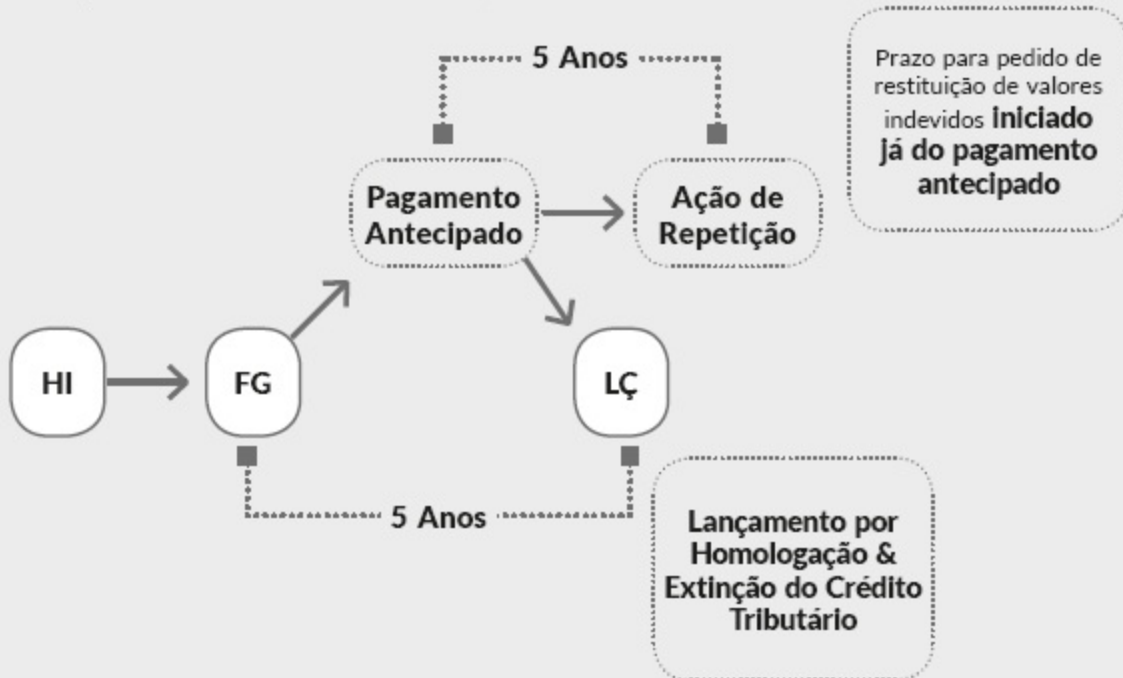 5 Anos
Prazo para pedido de
restituição de valores
indevidos iniciado
já do pagamento
antecipado
Pagamento
Antecipado
Ação de
Repetição
HI
FG
LÇ
5 Anos
Lançamento por
Homologação &
Extinção do Crédito
Tributário